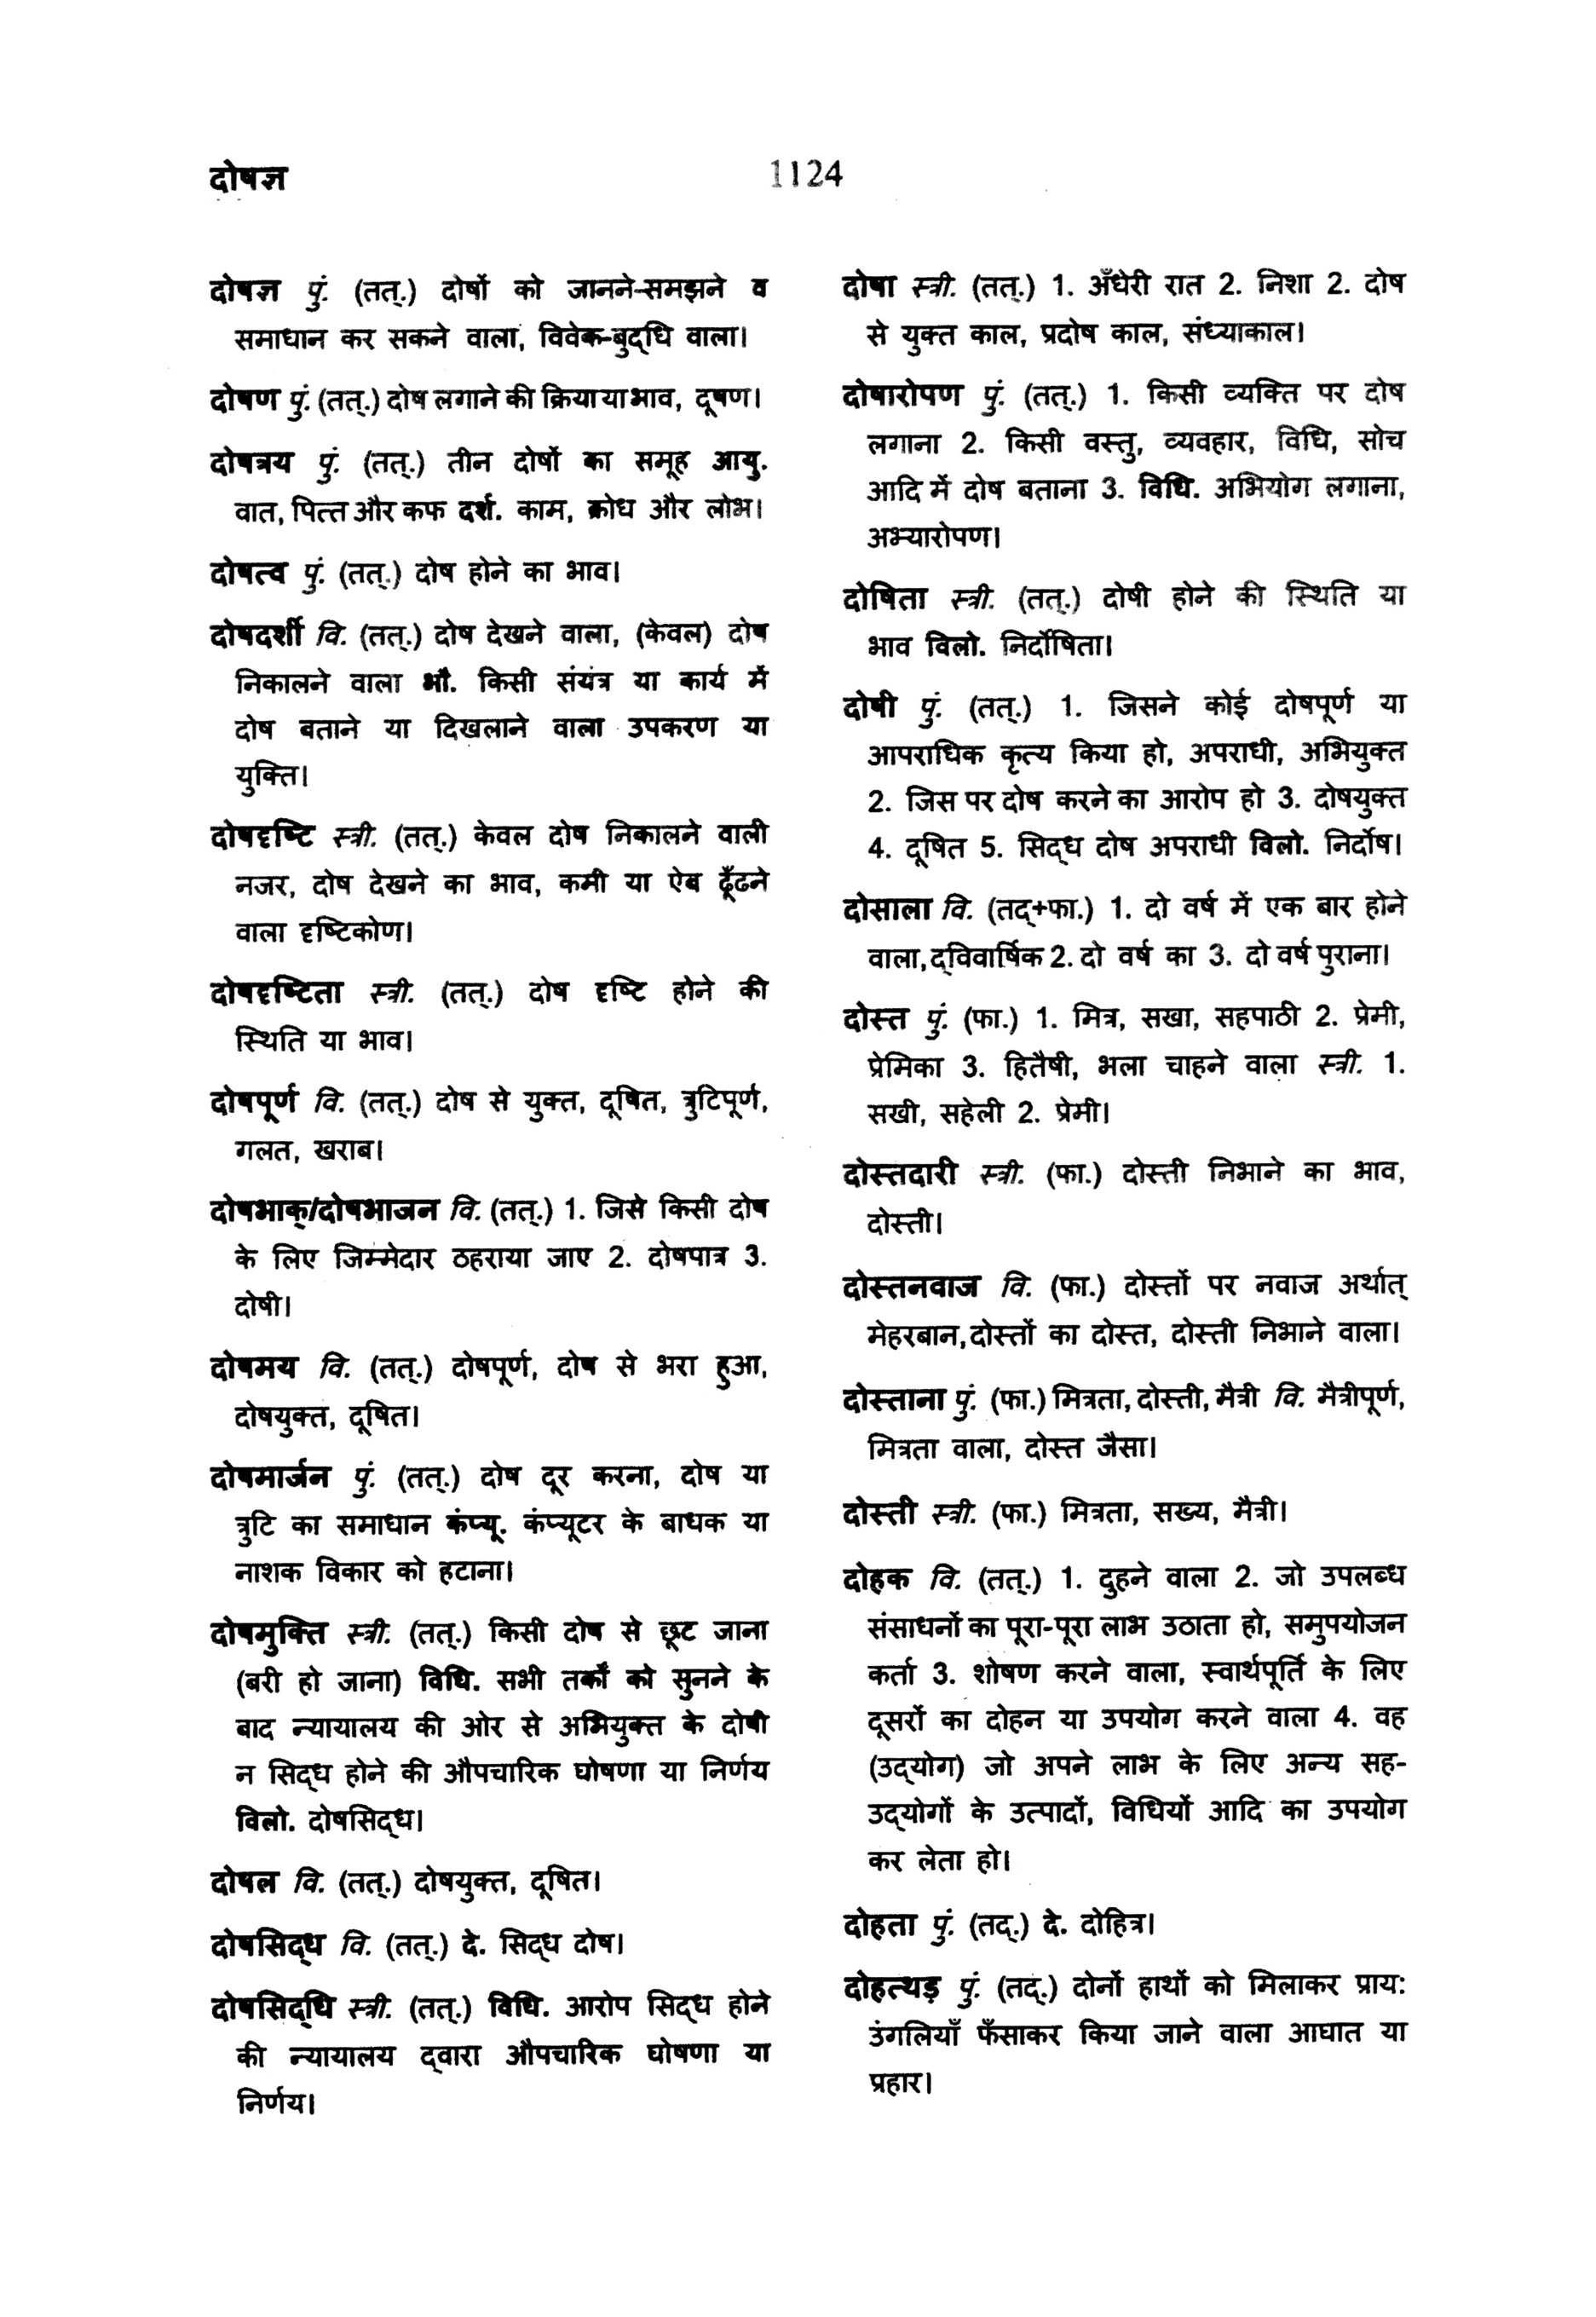 दोषज्ञ
1124
दोषज्ञ पुं. (तत्.) दोषों को जानने-समझने व
समाधान कर सकने वाला, विवेक-बुद्‌धि वाला।
दोषण पुं. (तत्.) दोष लगाने की क्रिया या भाव, दूषण।
दोषत्रय पुं. (तत्.) तीन दोषों का समूह आयु.
वात, पित्त और कफ दर्श. काम, क्रोध और लोभ।
दोषत्व पुं. (तत्.) दोष होने का भाव।
दोषदर्शी वि. (तत्.) दोष देखने वाला, (केवल) दोष
निकालने वाला भौ. किसी संयंत्र या कार्य में
दोष बताने या दिखलाने वाला उपकरण या
युक्ति।
दोषदृष्टि स्त्री. (तत्.) केवल दोष निकालने वाली
नजर, दोष देखने का भाव, कमी या ऐब ढूँढने
वाला दृष्टिकोण।
दोषदृष्टिता स्त्री. (तत्.) दोष दृष्टि होने की
स्थिति या भाव।
दोषपूर्ण वि. (तत्.) दोष से युक्त, दूषित, त्रुटिपूर्ण,
गलत, खराब।
दोषभाक्/दोषभाजन वि. (तत्.) 1. जिसे किसी दोष
के लिए जिम्मेदार ठहराया जाए 2. दोषपात्र 3.
दोषी।
दोषमय वि. (तत्.) दोषपूर्ण, दोष से भरा हुआ,
दोषयुक्त, दूषित।
दोषमार्जन पुं. (तत्.) दोष दूर करना, दोष या
त्रुटि का समाधान कंप्यू. कंप्यूटर के बाधक या
नाशक विकार को हटाना।
दोषमुक्ति स्त्री. (तत्.) किसी दोष से छूट जाना
(बरी हो जाना) विधि. सभी तर्कों को सुनने के
बाद न्यायालय की ओर से अभियुक्त के दोषी
न सिद्‌ध होने की औपचारिक घोषणा या निर्णय
विलो. दोषसिद्‌ध।
दोषल वि. (तत्.) दोषयुक्त, दूषित।
दोषसिद्‌ध वि. (तत्.) दे. सिद्‌ध दोष।
दोषसिद्‌धि स्त्री. (तत्.) विधि. आरोप सिद्‌ध होने
की न्यायालय द्‌वारा औपचारिक घोषणा या
निर्णय।
दोषा स्त्री. (तत्.) 1. अँधेरी रात 2. निशा 2. दोष
से युक्त काल, प्रदोष काल, संध्याकाल।
दोषारोपण पुं. (तत्.) 1. किसी व्यक्ति पर दोष
लगाना 2. किसी वस्तु, व्यवहार, विधि, सोच
आदि में दोष बताना 3. विधि. अभियोग लगाना,
अभ्यारोपण।
दोषिता स्त्री. (तत्.) दोषी होने की स्थिति या
भाव विलो. निर्दोषिता।
दोषी पुं. (तत्.) 1. जिसने कोई दोषपूर्ण या
आपराधिक कृत्य किया हो, अपराधी, अभियुक्त
2. जिस पर दोष करने का आरोप हो 3. दोषयुक्त
4. दूषित 5. सिद्‌ध दोष अपराधी विलो. निर्दोष।
दोसाला वि. (तद्+फा.) 1. दो वर्ष में एक बार होने
वाला, द्‌विवार्षिक 2. दो वर्ष का 3. दो वर्ष पुराना।
दोस्त पुं. (फा.) 1. मित्र, सखा, सहपाठी 2. प्रेमी,
प्रेमिका 3. हितैषी, भला चाहने वाला स्त्री. 1.
सखी, सहेली 2. प्रेमी।
दोस्तदारी स्त्री. (फा.) दोस्ती निभाने का भाव,
दोस्ती।
दोस्तनवाज वि. (फा.) दोस्तों पर नवाज अर्थात्
मेहरबान, दोस्तों का दोस्त, दोस्ती निभाने वाला।
दोस्ताना पुं. (फा.) मित्रता, दोस्ती, मैत्री वि. मैत्रीपूर्ण,
मित्रता वाला, दोस्त जैसा।
दोस्ती स्त्री. (फा.) मित्रता, सख्य, मैत्री।
दोहक वि. (तत्.) 1. दुहने वाला 2. जो उपलब्ध
संसाधनों का पूरा-पूरा लाभ उठाता हो, समुपयोजन
कर्ता 3. शोषण करने वाला, स्वार्थपूर्ति के लिए
दूसरों का दोहन या उपयोग करने वाला 4. वह
(उद्‌योग) जो अपने लाभ के लिए अन्य सह-
उद्‌योगों के उत्पादों, विधियों आदि का उपयोग
कर लेता हो।
दोहता पुं. (तद्.) दे. दोहित्र।
दोहत्थड़ पुं. (तद्.) दोनों हाथों को मिलाकर प्राय:
उंगलियाँ फँसाकर किया जाने वाला आघात या
प्रहार।